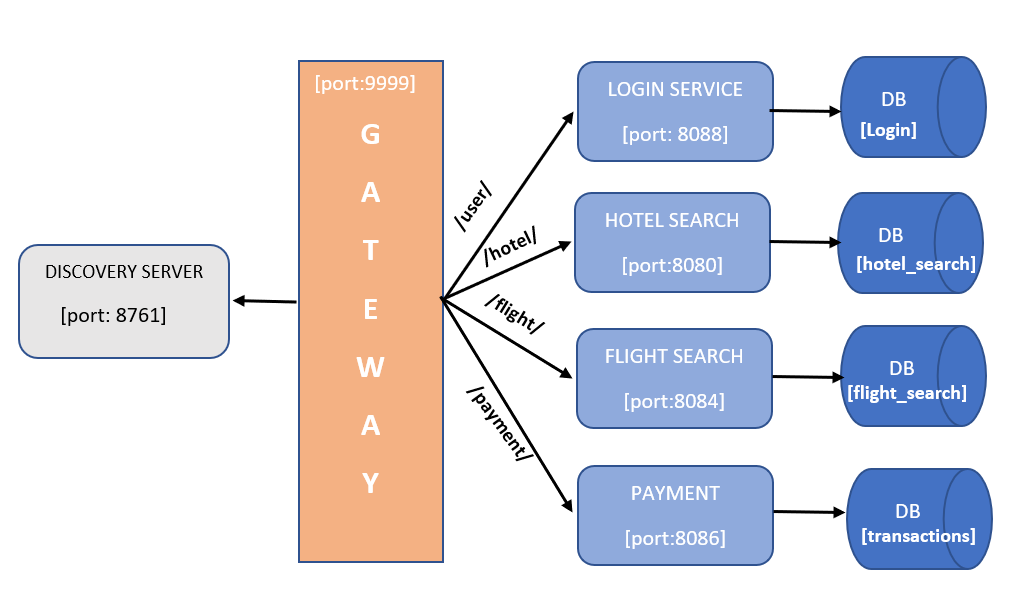 [port:9999]
G
A
T
E
W
A
Y
DISCOVERY SERVER
[port: 8761]
/user/
/hotel/
/flight/
/payment/
LOGIN SERVICE
[port: 8088]
DB
[Login]
HOTEL SEARCH
[port:8080]
DB
[hotel_search]
FLIGHT SEARCH
[port:8084]
DB
[flight_search]
PAYMENT
[port:8086]
DB
[transactions]